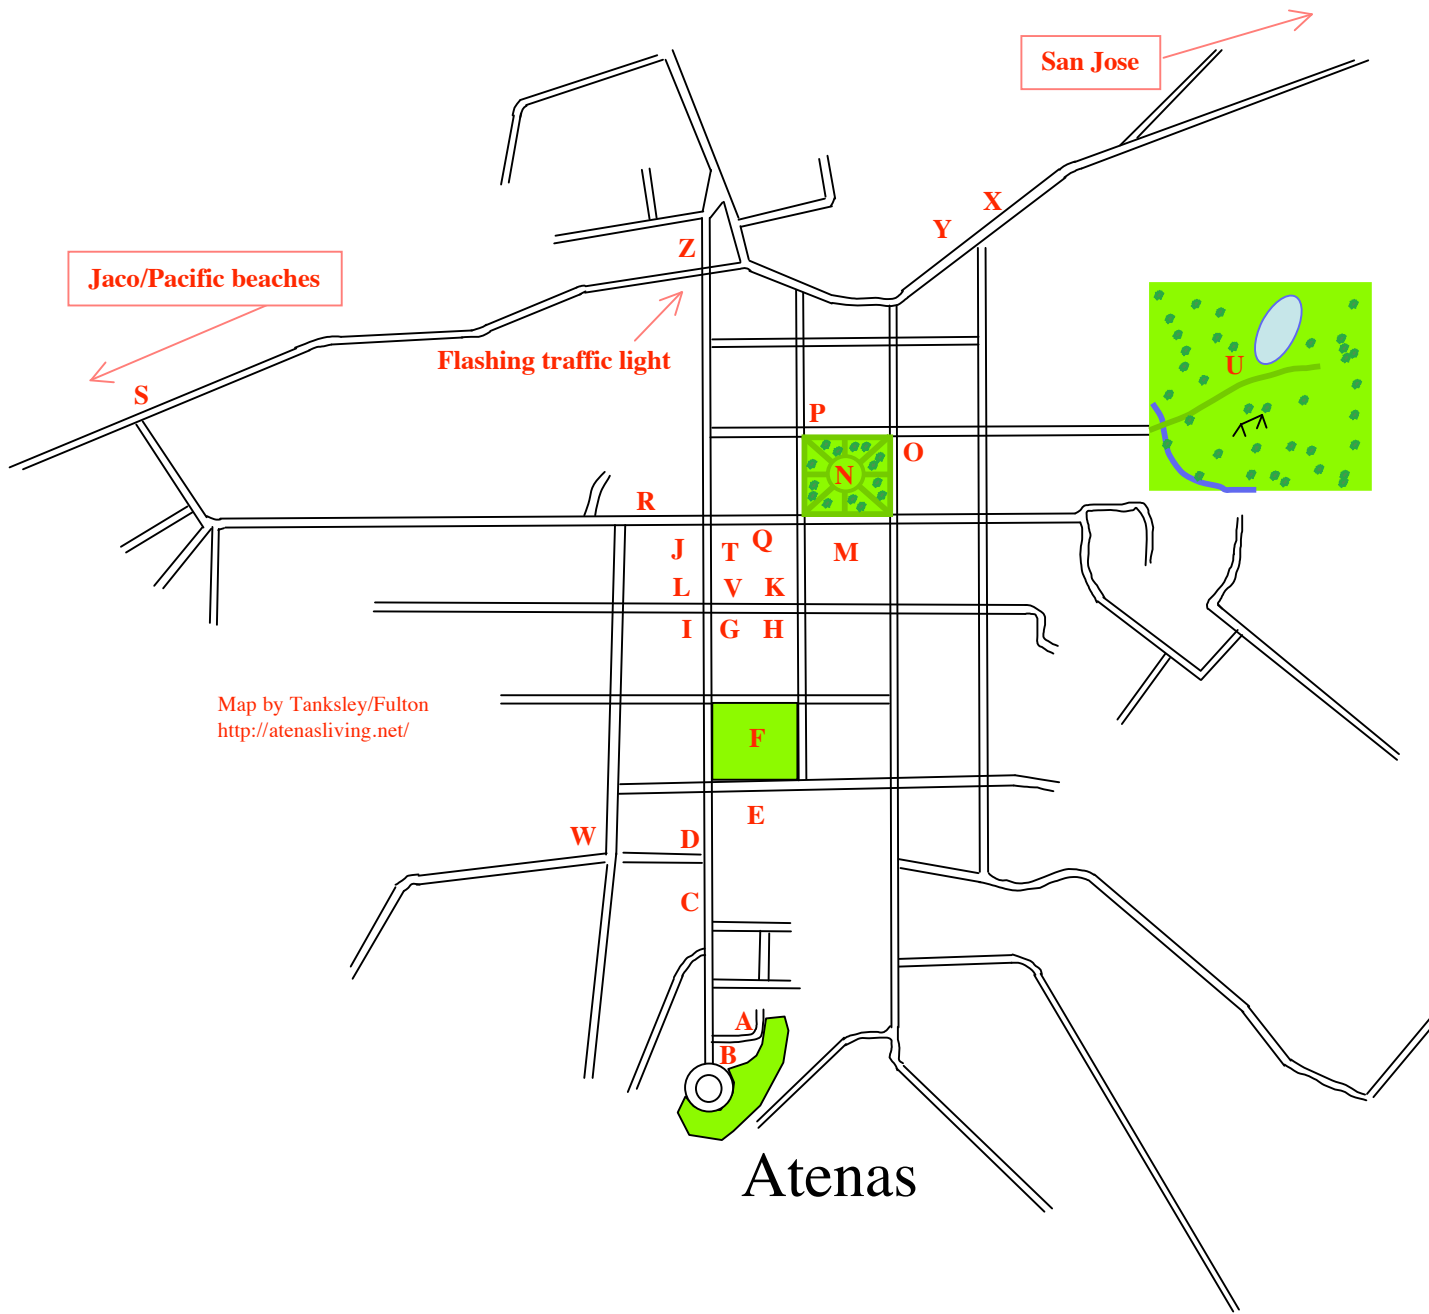 San Jose
X
Y
Z
Jaco/Pacific beaches
Flashing traffic light
U
S
P
O
N
R
J
T
Q
M
L
V
K
I
G
H
Map by Tanksley/Fulton
http://atenasliving.net/
F
E
W
D
C
A
B
Atenas